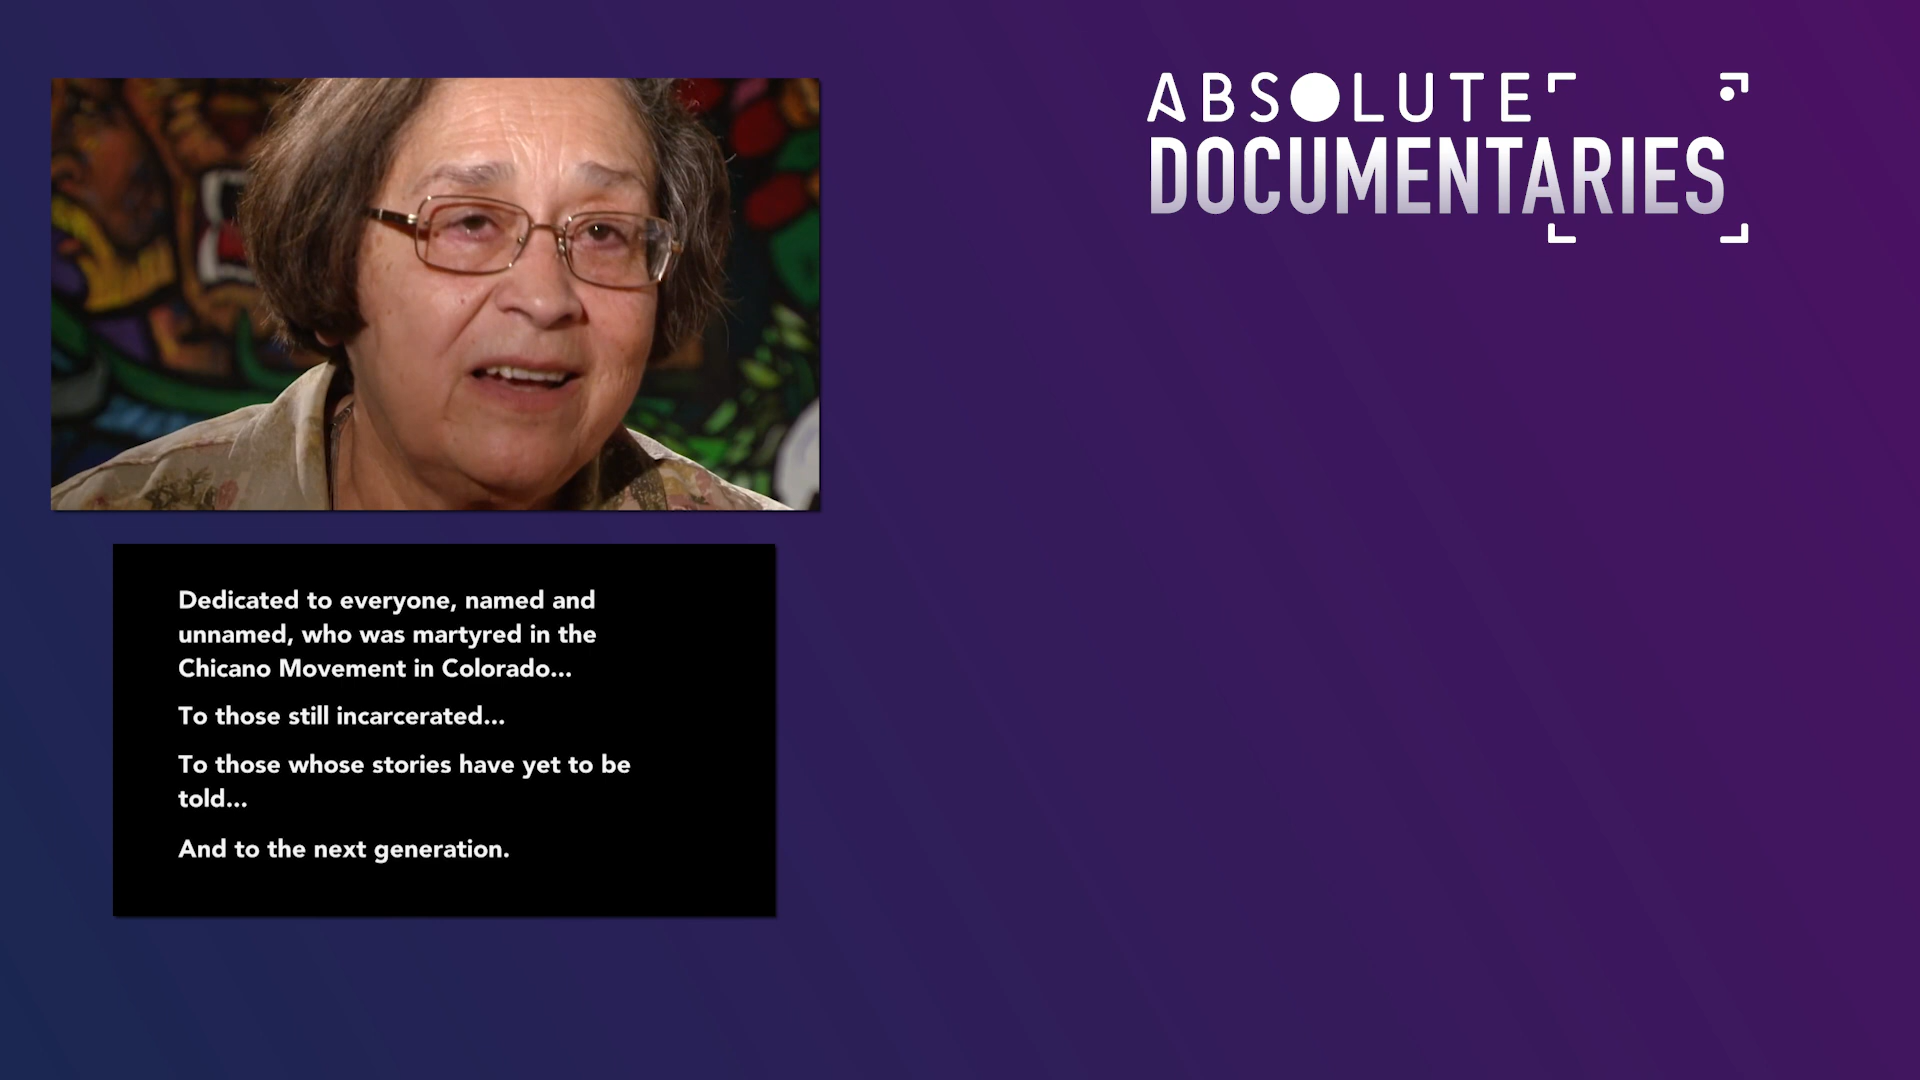 ABSOLUTE
DOCUMENTARIES
Dedicated to everyone, named and
unnamed, who was martyred in the
Chicano Movement in Colorado...
To those still incarcerated...
To those whose stories have yet to be
told...
And to the next generation.